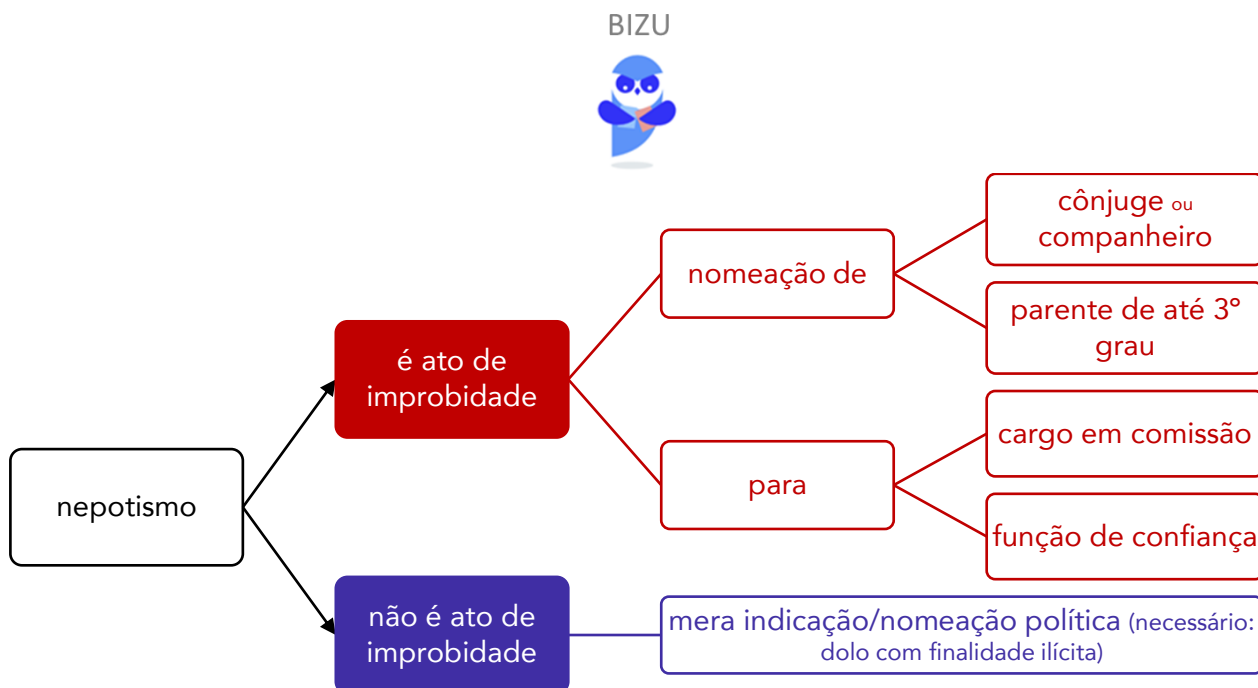 BIZU
nepotismo
é ato de
improbidade
nomeação de
cônjuge ou
companheiro
parente de até 3º
grau
para
cargo em comissão
função de confiança
não é ato de
improbidade
mera indicação/nomeação política (necessário:
dolo com finalidade ilícita)